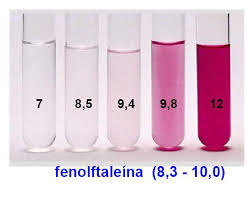 7 8,5 9,4 9,8 12
fenolftaleína (8,3 - 10,0)